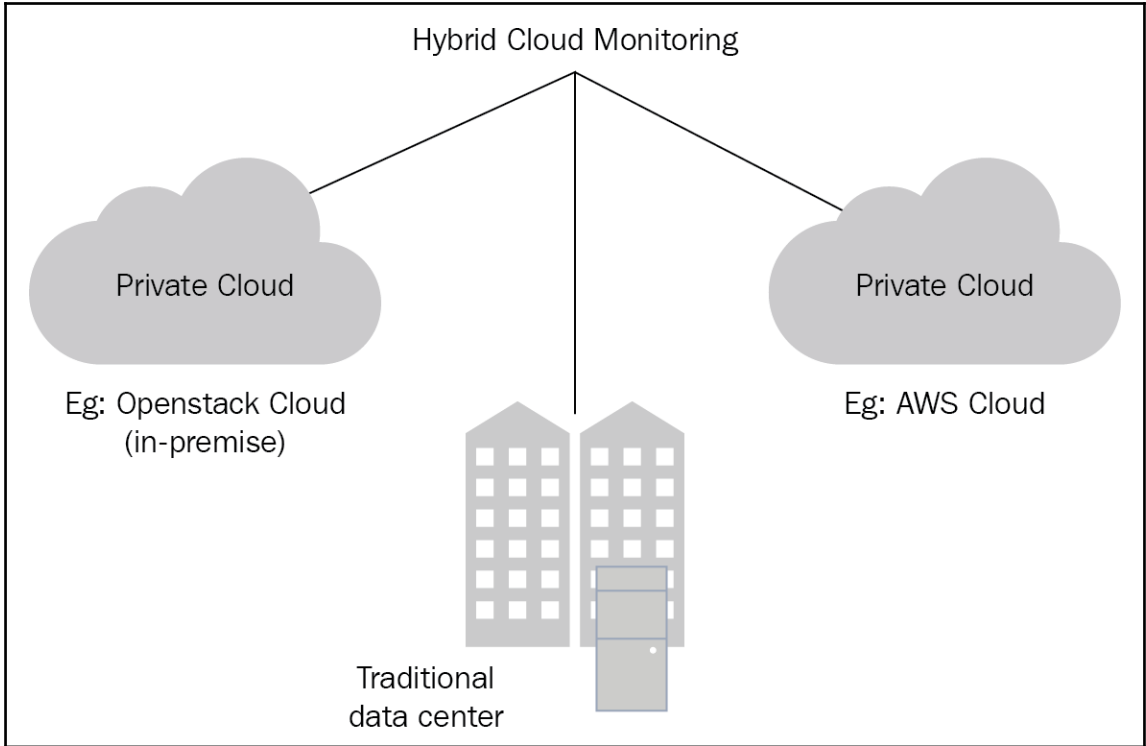 Hybrid Cloud Monitoring
Private Cloud
Eg: Openstack Cloud
(in-premise)
Private Cloud
Eg: AWS Cloud
Traditional
data center